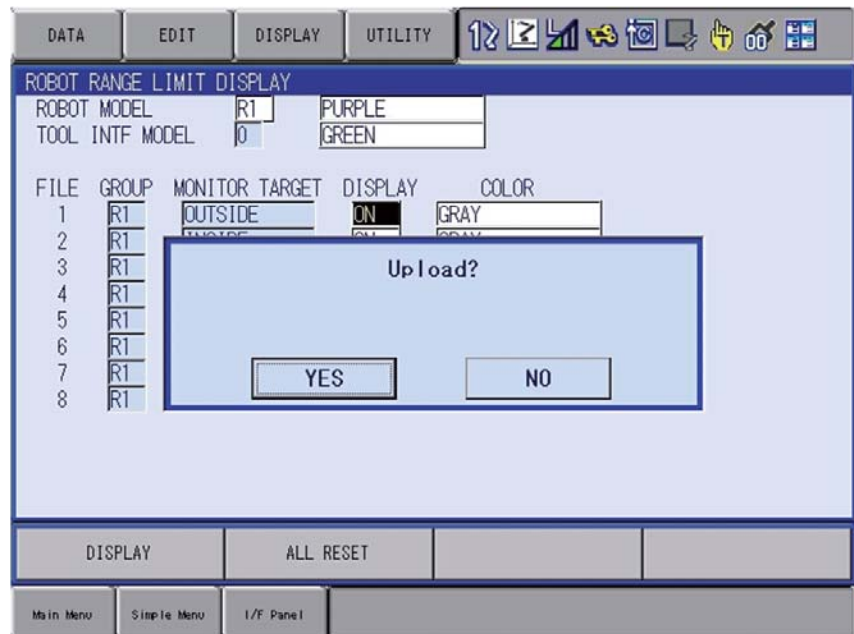 DATA EDIT DISPLAY UTILITY
ROBOT RANGE LIMIT DISPLAY
ROBOT MODEL R1 PURPLE
TOOL INTF MODEL 0 GREEN
FILE GROUP MONITOR TARGET DISPLAY COLOR
1 R1 OUTSIDE ON GRAY
2 R1
3 R1
4 R1
5 R1
6 R1
7 R1
8 R1
Upload?
YES NO
DISPLAY ALL RESET
Main Menu Simple Menu I/F Panel